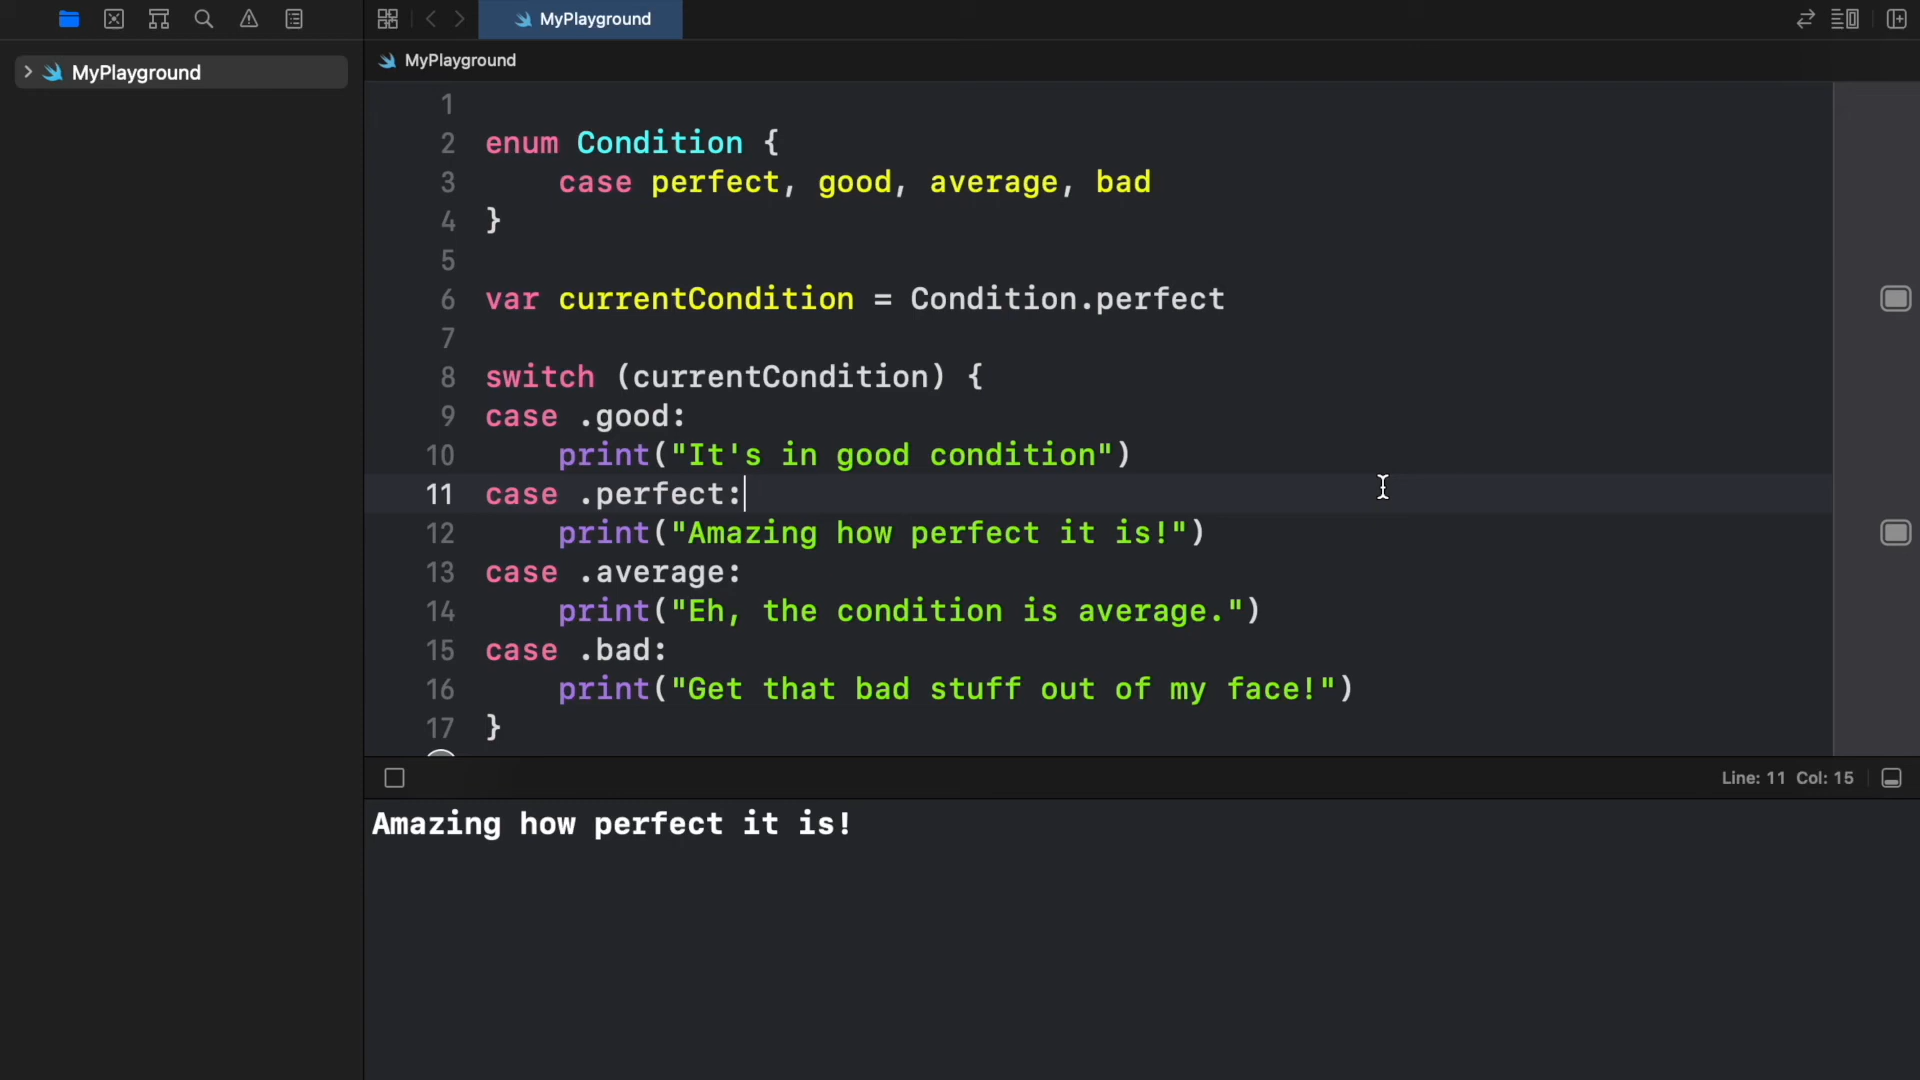 MyPlayground
MyPlayground
MyPlayground
1
2 enum Condition {
3 case perfect, good, average, bad
4 }
5
6 var currentCondition = Condition.perfect
7
8 switch (currentCondition) {
9 case .good:
10 print("It's in good condition")
11 case .perfect:
12 print("Amazing how perfect it is!")
13 case .average:
14 print("Eh, the condition is average.")
15 case .bad:
16 print("Get that bad stuff out of my face!")
17 }
Line: 11 Col: 15
Amazing how perfect it is!